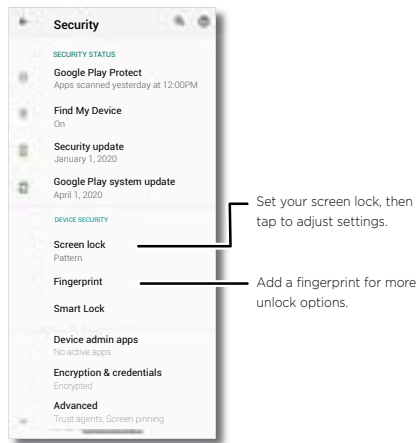 Security
SECURITY STATUS
Google Play Protect
Apps scanned yesterday at 12:00PM
Find My Device
On
Security update
January 1, 2020
Google Play system update
April 1, 2020
DEVICE SECURITY
Screen lock
Pattern
Fingerprint
Smart Lock
Device admin apps
No active apps
Encryption & credentials
Encrypted
Advanced
Trust agents, Screen pinning
Set your screen lock, then
tap to adjust settings.
Add a fingerprint for more
unlock options.